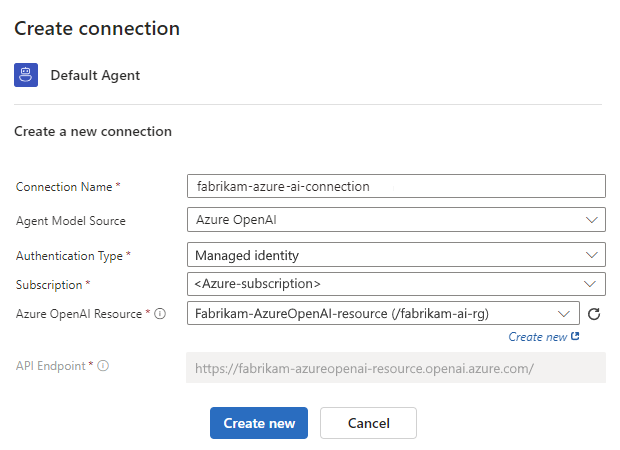 Create connection
Default Agent
Create a new connection
Connection Name * fabrikam-azure-ai-connection
Agent Model Source Azure OpenAI
Authentication Type * Managed identity
Subscription * <Azure-subscription>
Azure OpenAI Resource * Fabrikam-AzureOpenAI-resource (/fabrikam-ai-rg)
Create new
API Endpoint * https://fabrikam-azureopenai-resource.openai.azure.com/
Create new Cancel